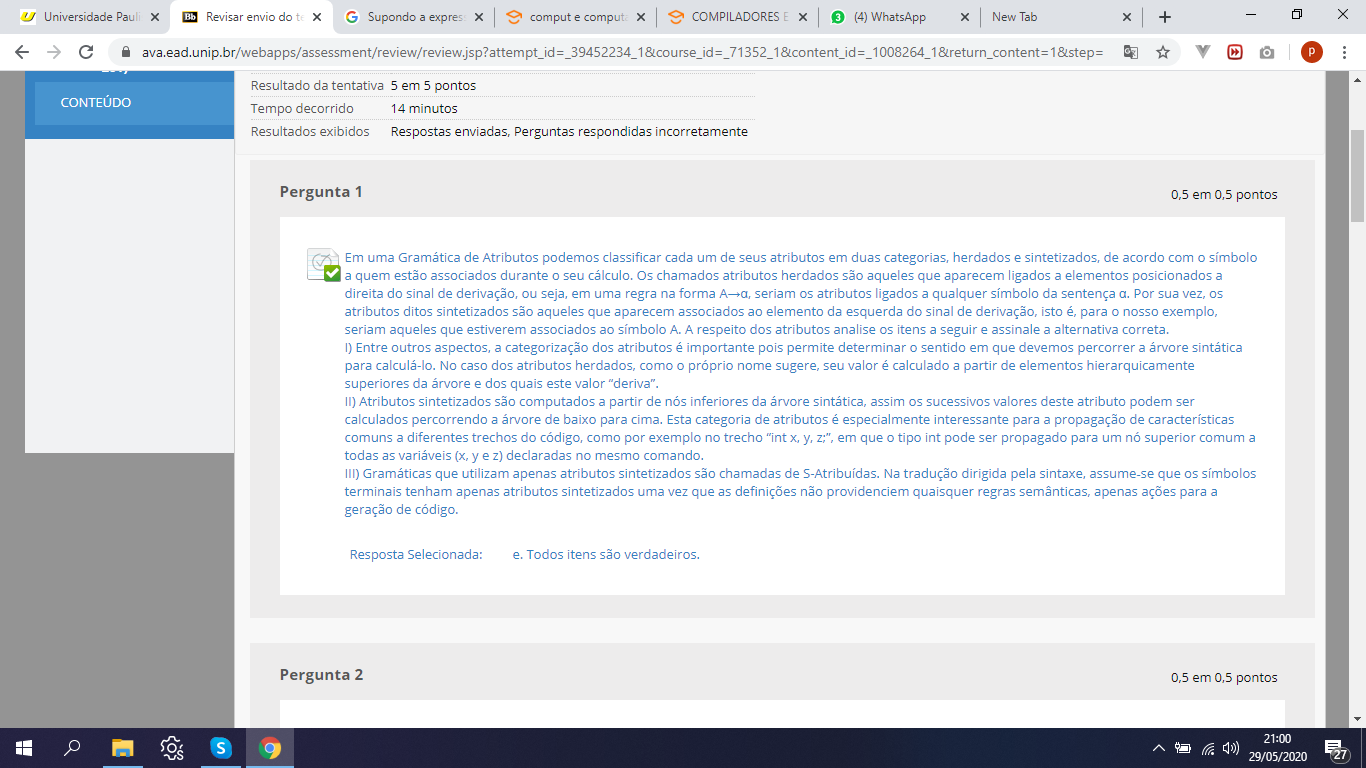 Universidade Pauli
Revisar envio do te
Supondo a expres
comput e comput
COMPILADORES E
(4) WhatsApp
New Tab
ava.ead.unip.br/webapps/assessment/review/review.jsp?attempt_id=_39452234_1&course_id=_71352_1&content_id=_1008264_1&return_content=1&step=
P
CONTEÚDO
Resultado da tentativa 5 em 5 pontos
Tempo decorrido 14 minutos
Resultados exibidos Respostas enviadas, Perguntas respondidas incorretamente
Pergunta 1
0,5 em 0,5 pontos
Em uma Gramática de Atributos podemos classificar cada um de seus atributos em duas categorias, herdados e sintetizados, de acordo com o símbolo
a quem estão associados durante o seu cálculo. Os chamados atributos herdados são aqueles que aparecem ligados a elementos posicionados a
direita do sinal de derivação, ou seja, em uma regra na forma A→α, seriam os atributos ligados a qualquer símbolo da sentença α. Por sua vez, os
atributos ditos sintetizados são aqueles que aparecem associados ao elemento da esquerda do sinal de derivação, isto é, para o nosso exemplo,
seriam aqueles que estiverem associados ao símbolo A. A respeito dos atributos analise os itens a seguir e assinale a alternativa correta.
I) Entre outros aspectos, a categorização dos atributos é importante pois permite determinar o sentido em que devemos percorrer a árvore sintática
para calculá-lo. No caso dos atributos herdados, como o próprio nome sugere, seu valor é calculado a partir de elementos hierarquicamente
superiores da árvore e dos quais este valor “deriva”.
II) Atributos sintetizados são computados a partir de nós inferiores da árvore sintática, assim os sucessivos valores deste atributo podem ser
calculados percorrendo a árvore de baixo para cima. Esta categoria de atributos é especialmente interessante para a propagação de características
comuns a diferentes trechos do código, como por exemplo no trecho “int x, y, z;”, em que o tipo int pode ser propagado para um nó superior comum a
todas as variáveis (x, y e z) declaradas no mesmo comando.
III) Gramáticas que utilizam apenas atributos sintetizados são chamadas de S-Atribuídas. Na tradução dirigida pela sintaxe, assume-se que os símbolos
terminais tenham apenas atributos sintetizados uma vez que as definições não providenciem quaisquer regras semânticas, apenas ações para a
geração de código.
Resposta Selecionada: e. Todos itens são verdadeiros.
Pergunta 2
0,5 em 0,5 pontos
21:00
29/05/2020
27